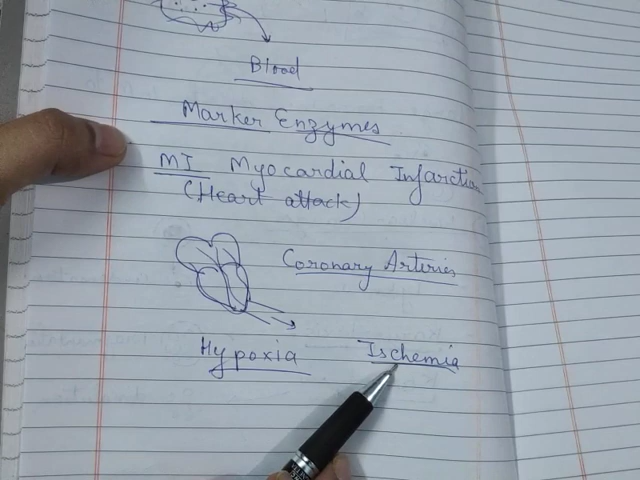 Blood
Marker Enzymes
MI Myocardial Infarction
(Heart attack)
Coronary Arteries
Hypoxia Ischemia